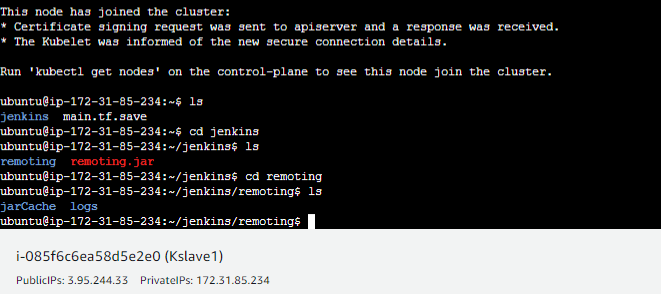 This node has joined the cluster:
* Certificate signing request was sent to apiserver and a response was received.
* The Kubelet was informed of the new secure connection details.
Run 'kubectl get nodes' on the control-plane to see this node join the cluster.
ubuntu@ip-172-31-85-234:~$ ls
jenkins  main.tf.save
ubuntu@ip-172-31-85-234:~$ cd jenkins
ubuntu@ip-172-31-85-234:~/jenkins$ ls
remoting  remoting.jar
ubuntu@ip-172-31-85-234:~/jenkins$ cd remoting
ubuntu@ip-172-31-85-234:~/jenkins/remoting$ ls
jarCache  logs
ubuntu@ip-172-31-85-234:~/jenkins/remoting$
i-085f6c6ea58d5e2e0 (Kslave1)
PublicIPs: 3.95.244.33  PrivateIPs: 172.31.85.234